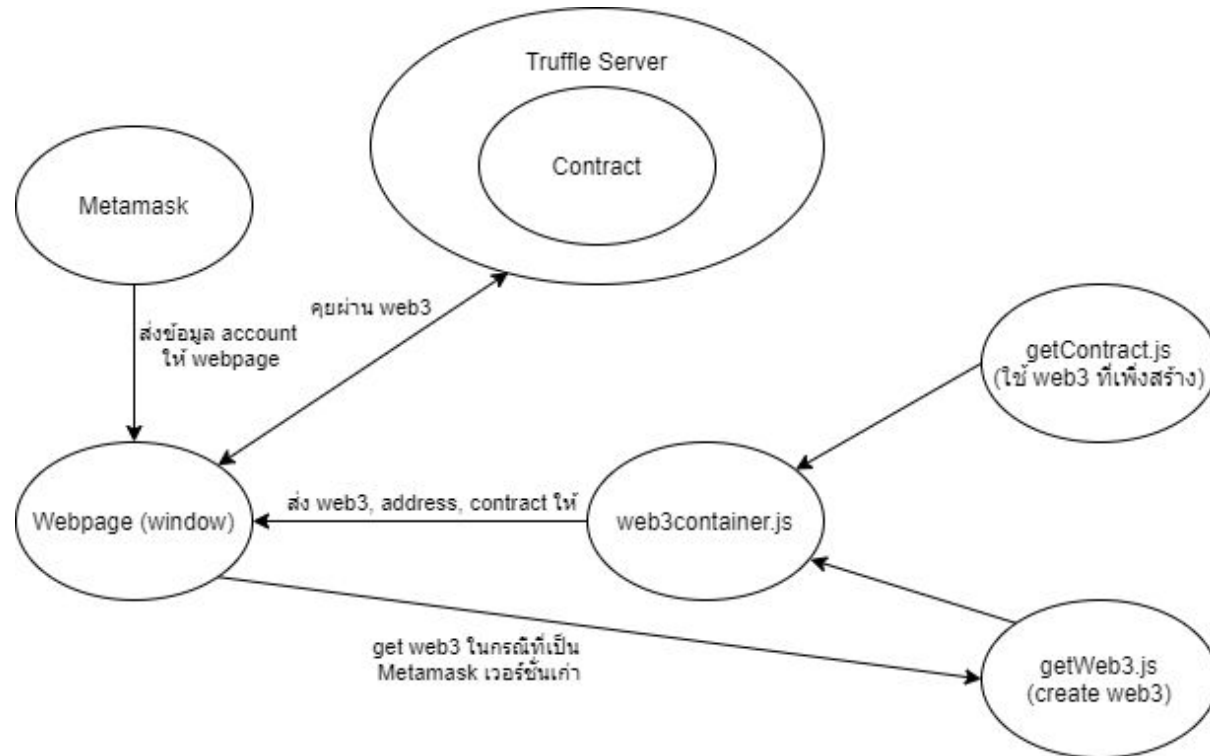 Truffle Server
Contract
Metamask
คุยผ่าน web3
ส่งข้อมูล account
ให้ webpage
getContract.js
(ใช้ web3 ที่เพิ่งสร้าง)
ส่ง web3, address, contract ให้
Webpage (window)
web3container.js
get web3 ในกรณีที่เป็น
Metamask เวอร์ชั่นเก่า
getWeb3.js
(create web3)